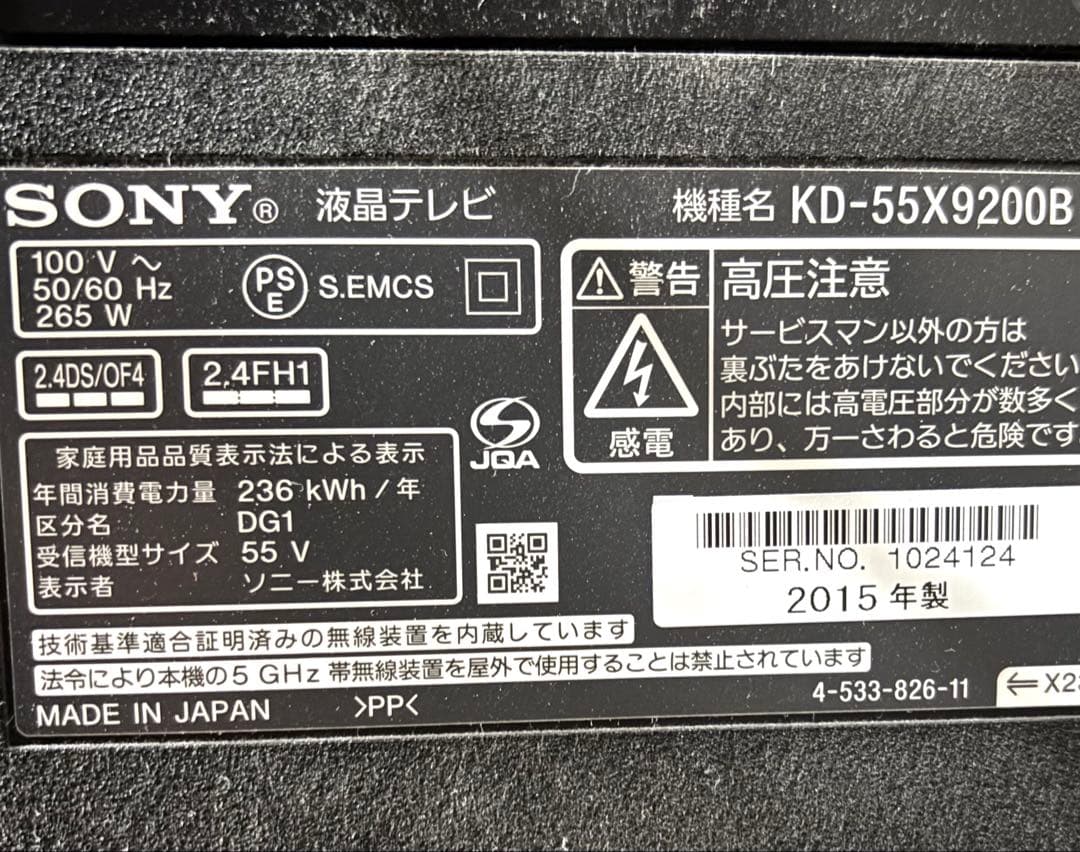 SONY® 液晶テレビ
機種名 KD-55X9200B
100 V ～
50/60 Hz
265 W
PS
E
S.EMCS
2.4DS/OF4
2.4FH1
JQA
警告
高圧注意
感電
サービスマン以外の方は
裏ぶたをあけないでください
内部には高電圧部分が数多く
あり、万一さわると危険です
家庭用品品質表示法による表示
年間消費電力量 236 kWh / 年
区分名 DG1
受信機型サイズ 55 V
表示者 ソニー株式会社
SER.NO. 1024124
2015 年製
技術基準適合証明済みの無線装置を内蔵しています
法令により本機の5 GHz 帯無線装置を屋外で使用することは禁止されています
4-533-826-11
⇐ X2
MADE IN JAPAN >PP<